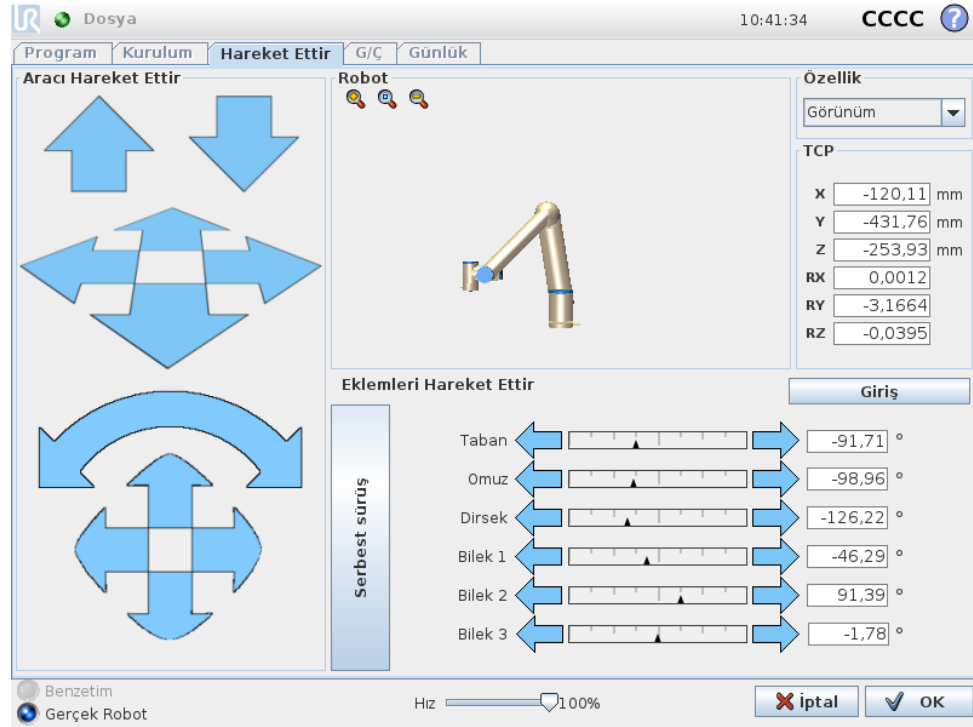 UR Dosya 10:41:34 CCCC ?
Program Kurulum Hareket Ettir G/Ç Günlük
Aracı Hareket Ettir
Robot
Özellik
Görünüm
TCP
X -120,11 mm
Y -431,76 mm
Z -253,93 mm
RX 0,0012
RY -3,1664
RZ -0,0395
Eklemleri Hareket Ettir
Giriş
Serbest sürüş
Taban -91,71 °
Omuz -98,96 °
Dirsek -126,22 °
Bilek 1 -46,29 °
Bilek 2 91,39 °
Bilek 3 -1,78 °
Benzetim
Gerçek Robot
Hız 100%
İptal
OK